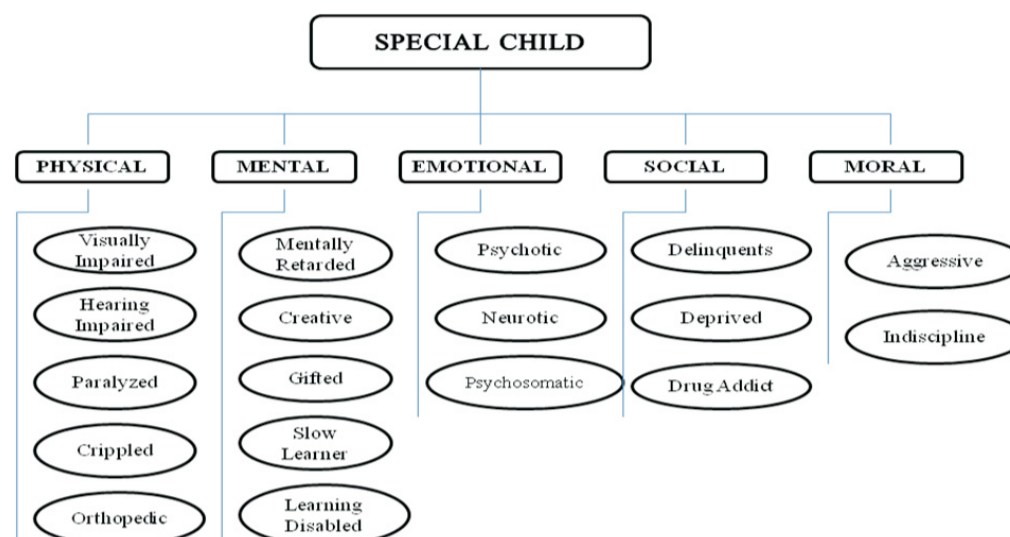 SPECIAL CHILD
PHYSICAL
MENTAL
EMOTIONAL
SOCIAL
MORAL
Visually
Impaired
Hearing
Impaired
Paralyzed
Crippled
Orthopedic
Mentally
Retarded
Creative
Gifted
Slow
Learner
Learning
Disabled
Psychotic
Neurotic
Psychosomatic
Delinquents
Deprived
Drug Addict
Aggressive
Indiscipline